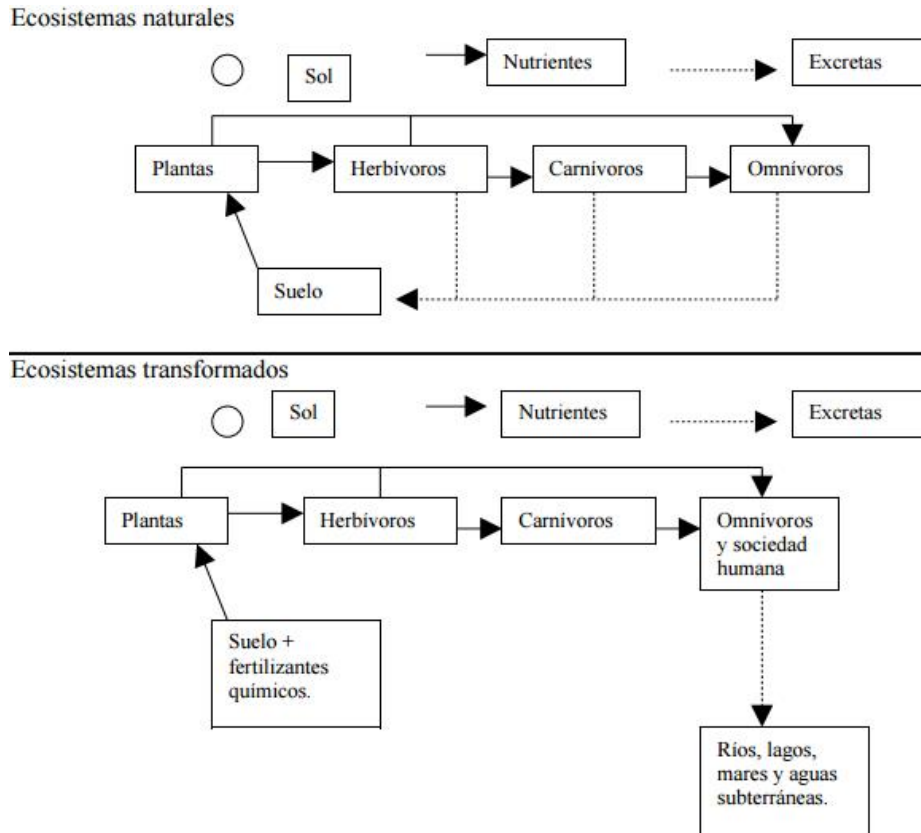 Ecosistemas naturales
Sol
Nutrientes
Excretas
Plantas
Herbívoros
Carnívoros
Omnívoros
Suelo
Ecosistemas transformados
Sol
Nutrientes
Excretas
Plantas
Herbívoros
Carnívoros
Omnívoros
y sociedad
humana
Suelo +
fertilizantes
químicos.
Ríos, lagos,
mares y aguas
subterráneas.